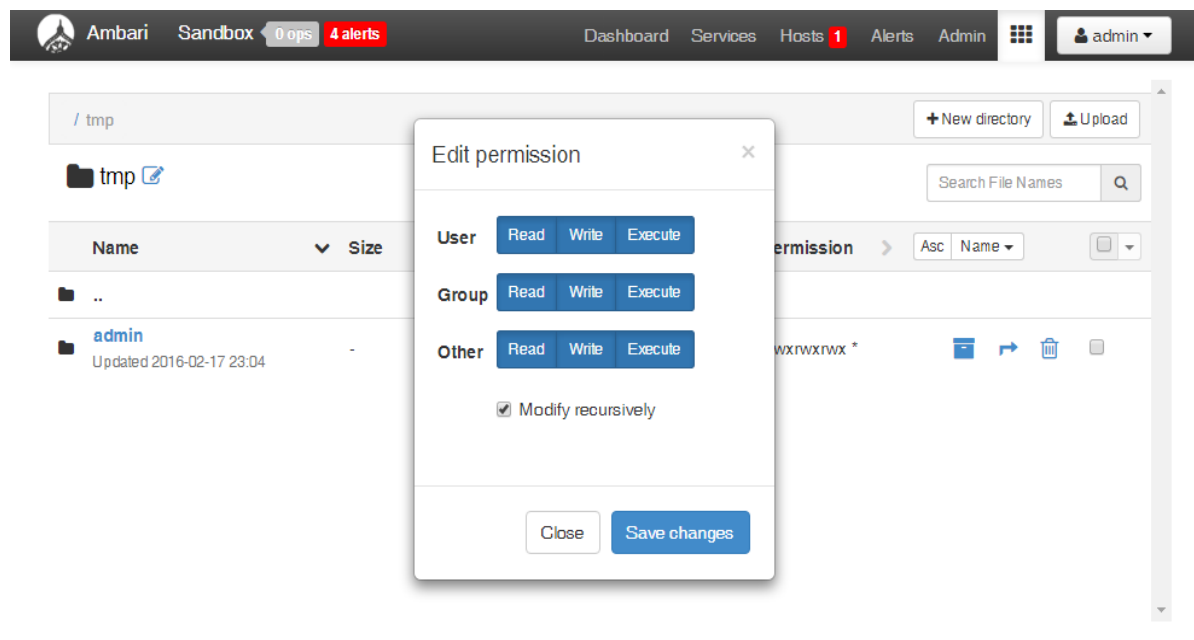 Ambari Sandbox 0 ops 4 alerts Dashboard Services Hosts 1 Alerts Admin admin
/ tmp
New directory Upload
tmp
Search File Names
Edit permission ×
Name Size ermission Asc Name
User Read Write Execute
..
Group Read Write Execute
admin
Updated 2016-02-17 23:04 - wxrwxrwx *
Other Read Write Execute
Modify recursively
Close Save changes